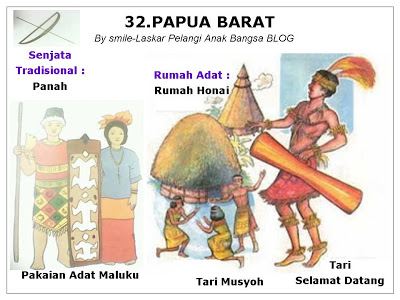 32.PAPUA BARAT
By smile-Laskar Pelangi Anak Bangsa BLOG
Senjata
Tradisional :
Panah
Rumah Adat :
Rumah Honai
Pakaian Adat Maluku
Tari Musyoh
Tari
Selamat Datang